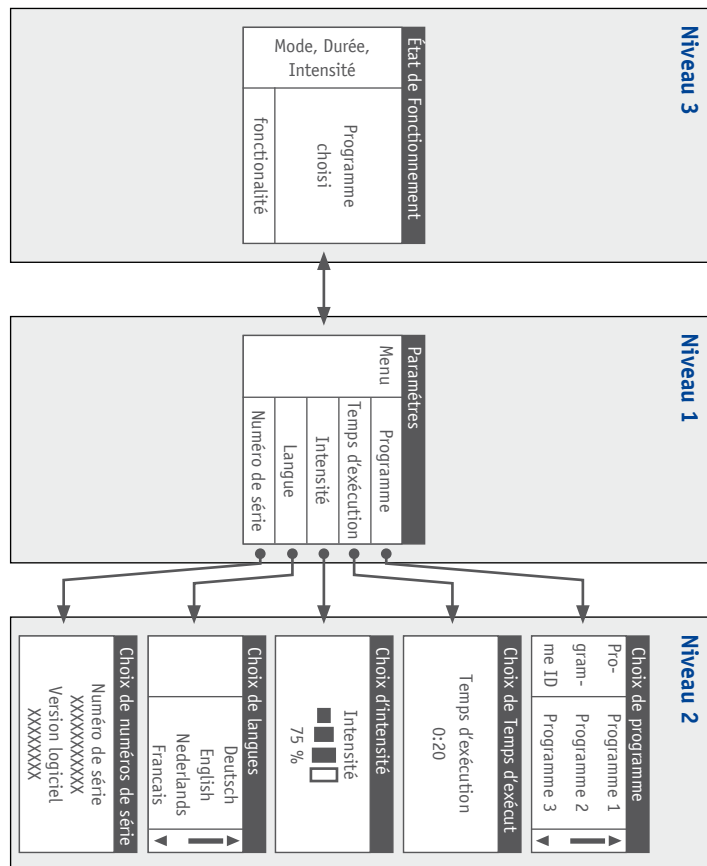 Niveau 3
État de Fonctionnement
Mode, Durée,
Intensité
Programme
choisi
fonctionalité
Niveau 1
Paramétres
Menu
Programme
Temps d'exécution
Intensité
Langue
Numéro de série
Niveau 2
Choix de programme
Pro-
gram-
me ID
Programme 1
Programme 2
Programme 3
Choix de Temps d'exécut
Temps d'exécution
0:20
Choix d'intensité
Intensité
75 %
Choix de langues
Deutsch
English
Nederlands
Francais
Choix de numéros de série
Numéro de série
XXXXXXXXXXX
Version logiciel
XXXXXXXX